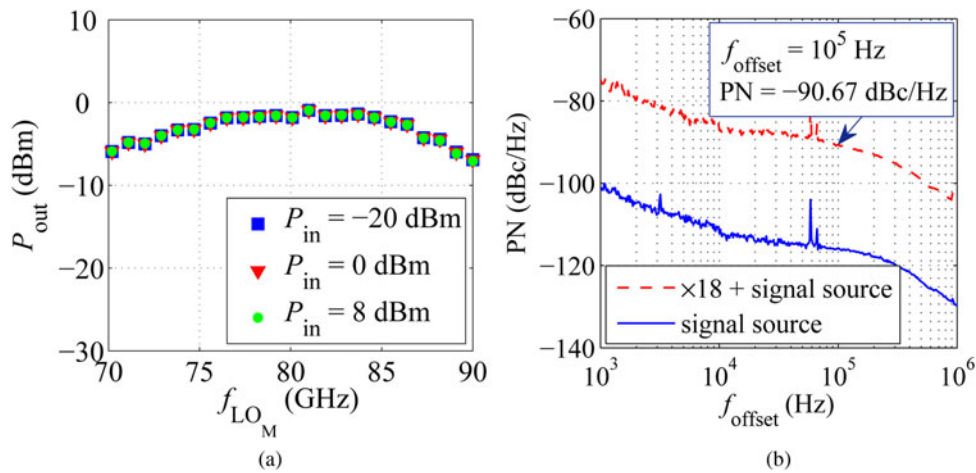 10
0
−10
−20
−30
P_out (dBm)
P_in = −20 dBm
P_in = 0 dBm
P_in = 8 dBm
70 75 80 85 90
f_LO_M (GHz)
(a)
−60
−80
−100
−120
−140
PN (dBc/Hz)
f_offset = 10^5 Hz
PN = −90.67 dBc/Hz
×18 + signal source
signal source
10^3 10^4 10^5 10^6
f_offset (Hz)
(b)